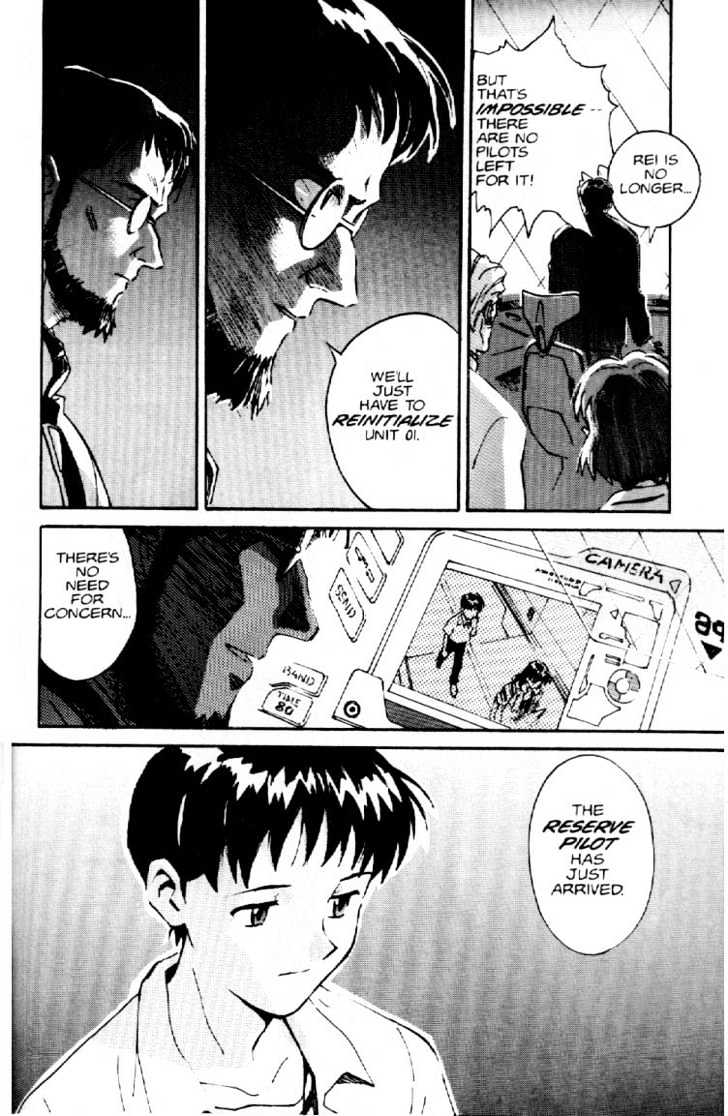 WE'LL
JUST
HAVE TO
REINITIALIZE
UNIT 01.
BUT
THAT'S
IMPOSSIBLE --
THERE
ARE NO
PILOTS
LEFT
FOR IT!
REI IS
NO
LONGER...
THERE'S
NO
NEED
FOR
CONCERN...
SEND
BAND
TIME
80
CAMERA
THE
RESERVE
PILOT
HAS
JUST
ARRIVED.